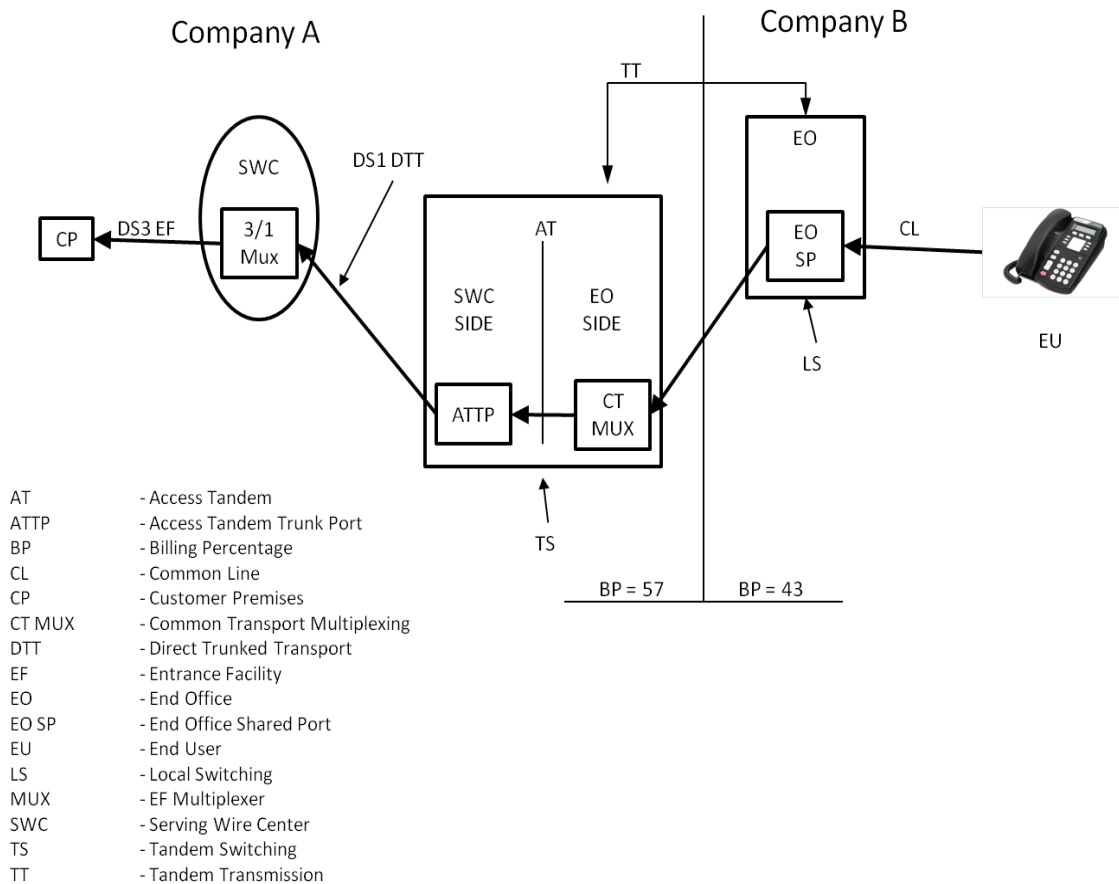 Company A
Company B
TT
EO
SWC
DS1 DTT
AT
CP
DS3 EF
3/1
Mux
EO
SP
CL
SWC
SIDE
EO
SIDE
EU
LS
ATTP
CT
MUX
TS
BP = 57
BP = 43
AT - Access Tandem
ATTP - Access Tandem Trunk Port
BP - Billing Percentage
CL - Common Line
CP - Customer Premises
CT MUX - Common Transport Multiplexing
DTT - Direct Trunked Transport
EF - Entrance Facility
EO - End Office
EO SP - End Office Shared Port
EU - End User
LS - Local Switching
MUX - EF Multiplexer
SWC - Serving Wire Center
TS - Tandem Switching
TT - Tandem Transmission